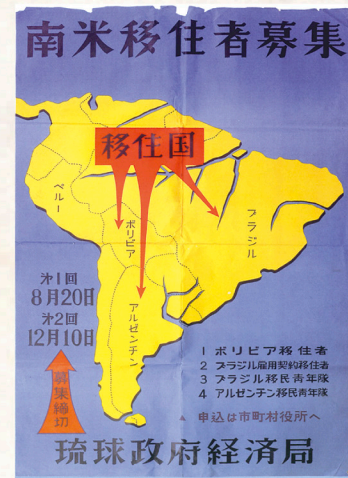 南米移住者募集
移住国
ペルー
ボリビア
ブラジル
アルゼンチン
才1回
8月20日
才2回
12月10日
募集締切
1 ボリビア移住者
2 ブラジル雇用契約移住者
3 ブラジル移民青年隊
4 アルゼンチン移民青年隊
申込は市町村役所へ
琉球政府経済局